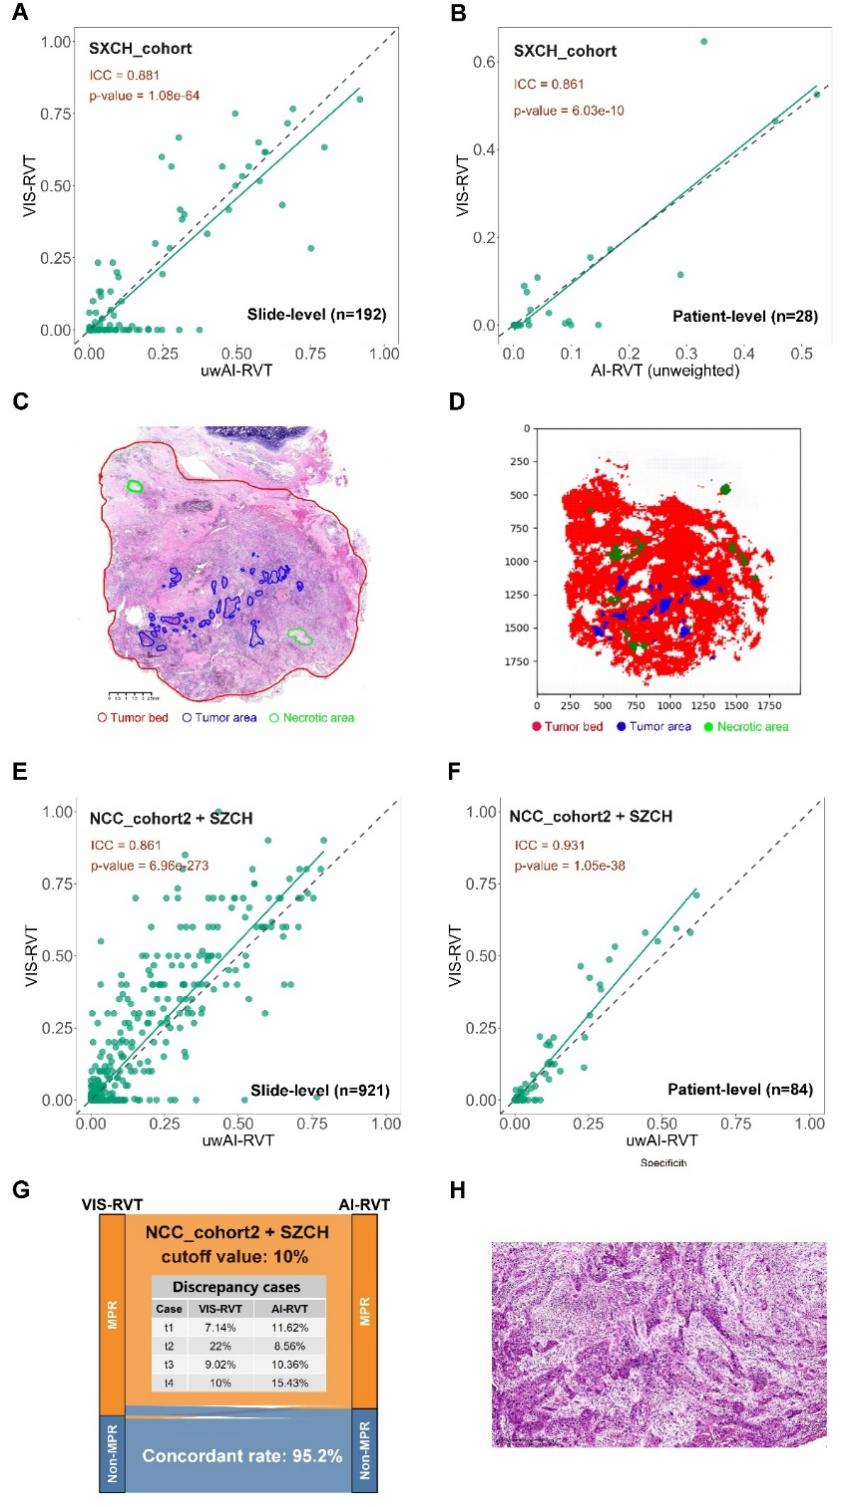 A
SXCH_cohort
ICC = 0.881
p-value = 1.08e-64
Slide-level (n=192)
VIS-RVT
1.00
0.75
0.50
0.25
0.00
0.00 0.25 0.50 0.75 1.00
uwAI-RVT
B
SXCH_cohort
ICC = 0.861
p-value = 6.03e-10
Patient-level (n=28)
VIS-RVT
0.6
0.4
0.2
0.0
0.0 0.1 0.2 0.3 0.4 0.5
AI-RVT (unweighted)
C
Tumor bed Tumor area Necrotic area
D
0
250
500
750
1000
1250
1500
1750
0 250 500 750 1000 1250 1500 1750
Tumor bed Tumor area Necrotic area
E
NCC_cohort2 + SZCH
ICC = 0.861
p-value = 6.96e-273
Slide-level (n=921)
VIS-RVT
1.00
0.75
0.50
0.25
0.00
0.00 0.25 0.50 0.75 1.00
uwAI-RVT
F
NCC_cohort2 + SZCH
ICC = 0.931
p-value = 1.05e-38
Patient-level (n=84)
VIS-RVT
1.00
0.75
0.50
0.25
0.00
0.00 0.25 0.50 0.75 1.00
uwAI-RVT
G
VIS-RVT AI-RVT
NCC_cohort2 + SZCH
cutoff value: 10%
Discrepancy cases
Case VIS-RVT AI-RVT
t1 7.14% 11.62%
t2 22% 8.56%
t3 9.02% 10.36%
t4 10% 15.43%
MPR
MPR
Non-MPR
Non-MPR
Concordant rate: 95.2%
H